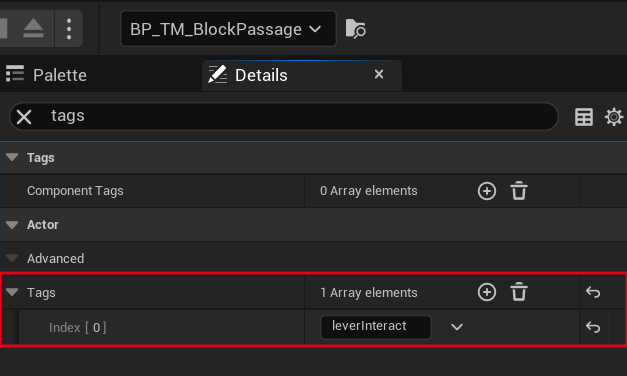 BP_TM_BlockPassage
Palette
Details
tags
Tags
Component Tags 0 Array elements
Actor
Advanced
Tags 1 Array elements
Index [ 0 ] leverInteract